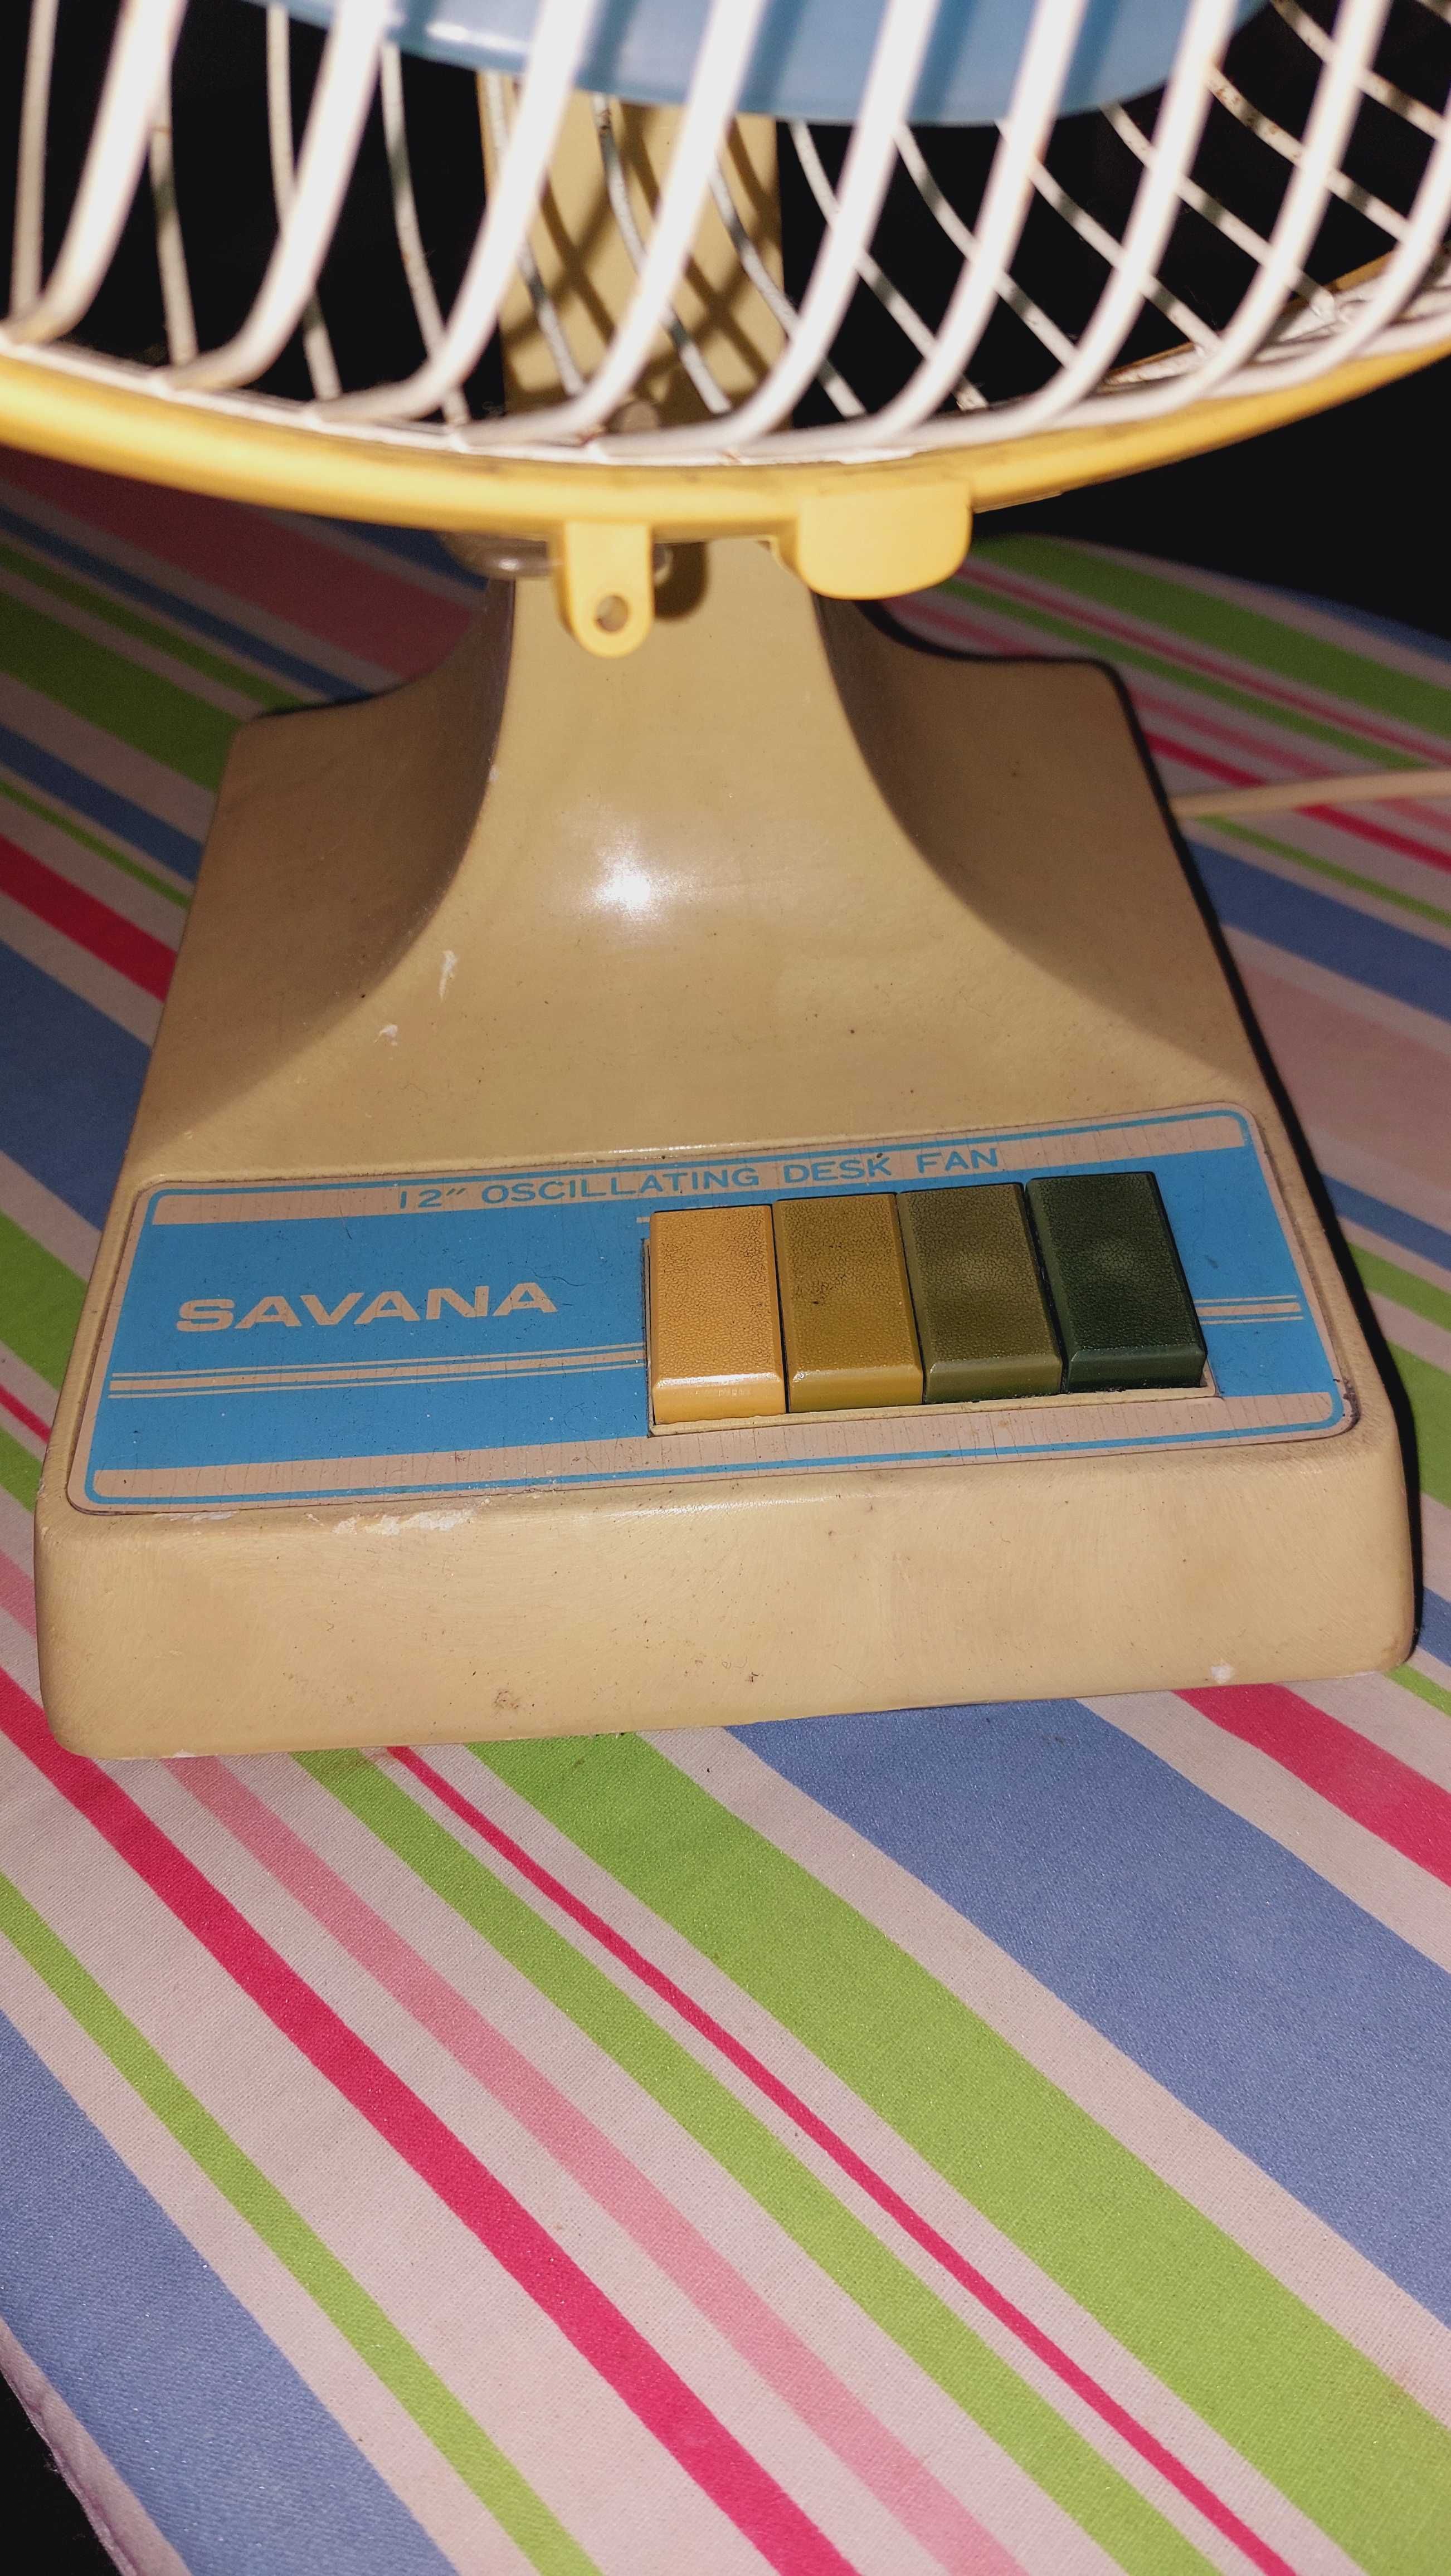 12" OSCILLATING DESK FAN
SAVANA